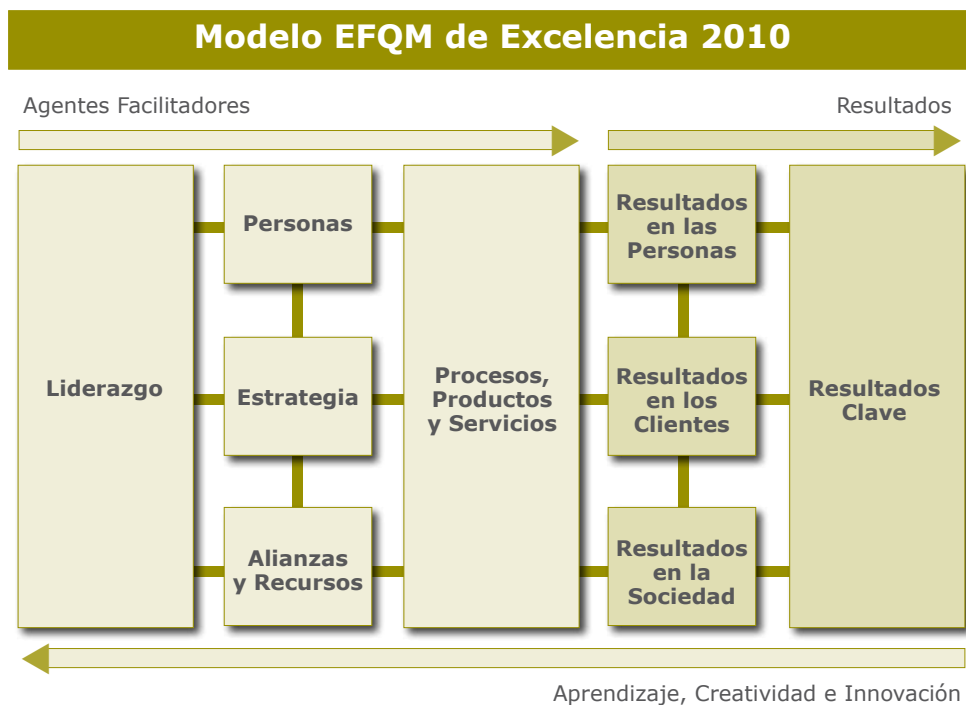 Modelo EFQM de Excelencia 2010
Agentes Facilitadores
Resultados
Liderazgo
Personas
Estrategia
Alianzas
y Recursos
Procesos,
Productos
y Servicios
Resultados
en las
Personas
Resultados
en los
Clientes
Resultados
en la
Sociedad
Resultados
Clave
Aprendizaje, Creatividad e Innovación